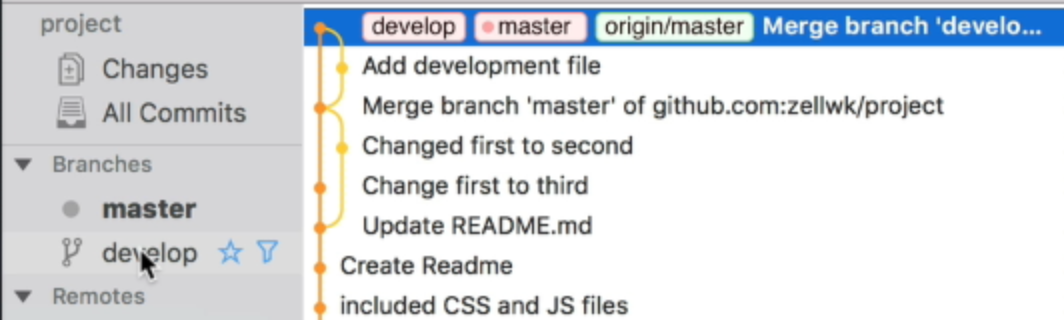 project
Changes
All Commits
Branches
master
develop
Remotes
develop master origin/master Merge branch 'develo...
Add development file
Merge branch 'master' of github.com:zellwk/project
Changed first to second
Change first to third
Update README.md
Create Readme
included CSS and JS files